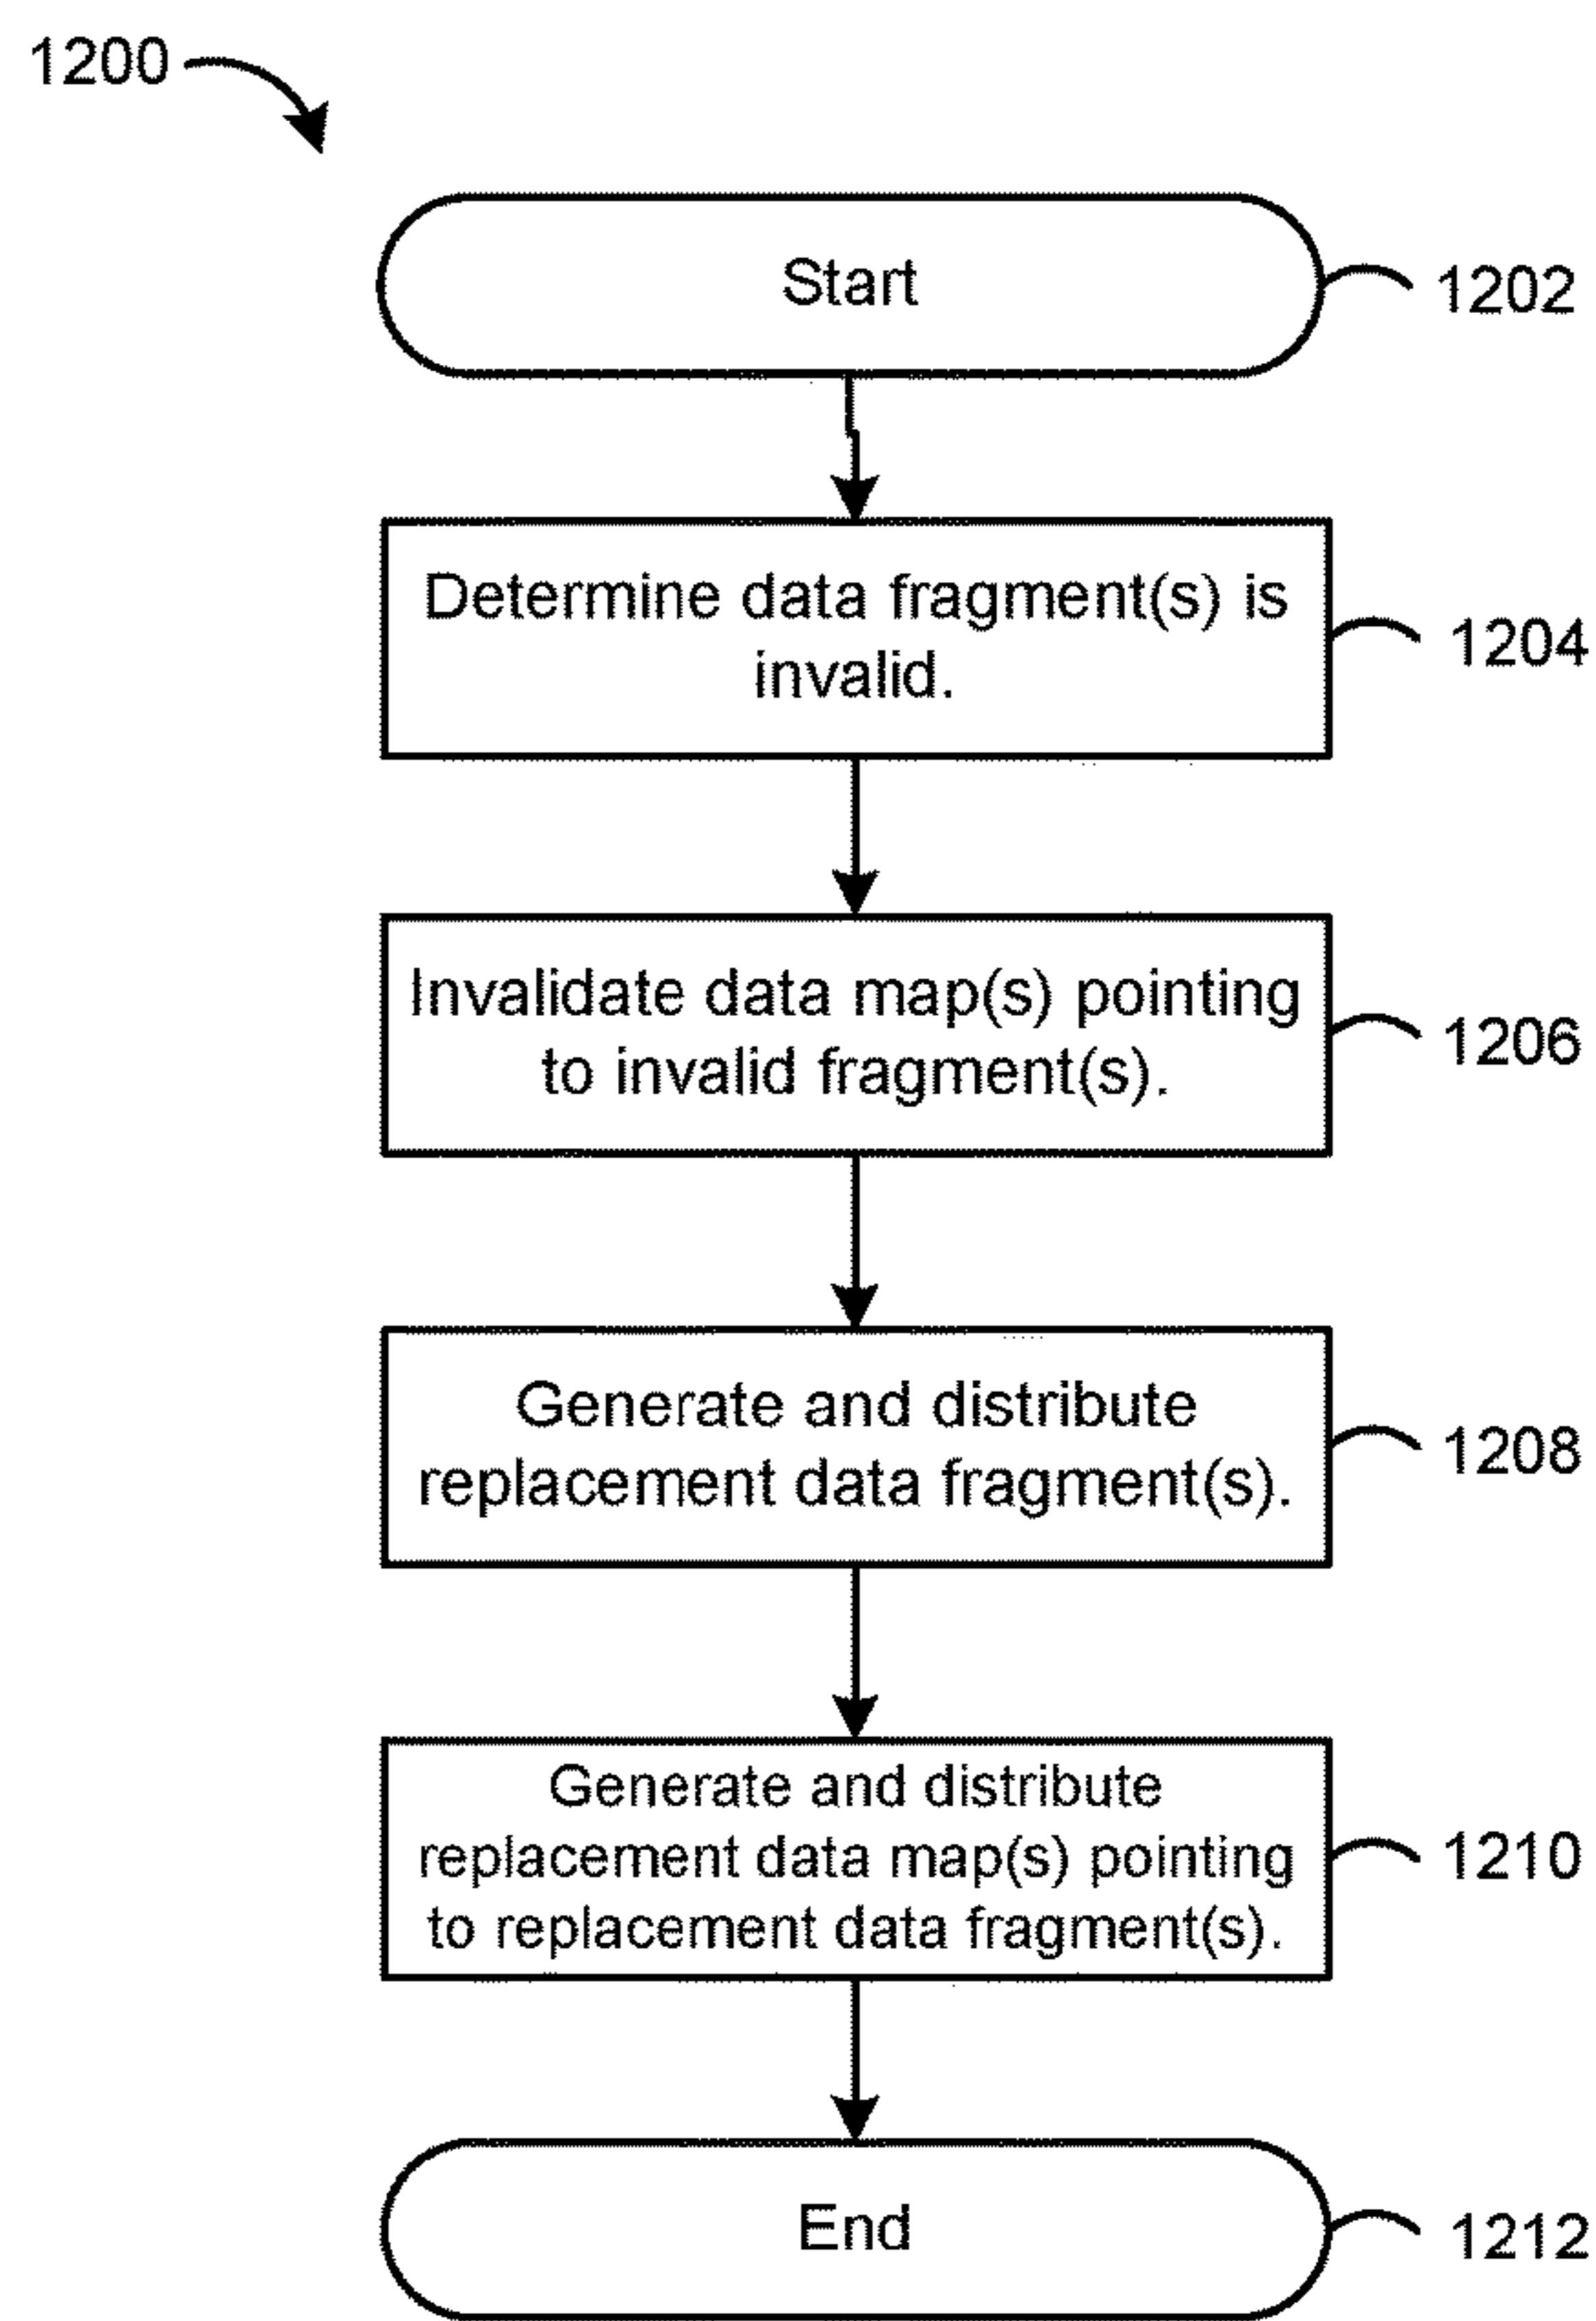 1200
Start
1202
Determine data fragment(s) is
invalid.
1204
Invalidate data map(s) pointing
to invalid fragment(s).
1206
Generate and distribute
replacement data fragment(s).
1208
Generate and distribute
replacement data map(s) pointing
to replacement data fragment(s).
1210
End
1212